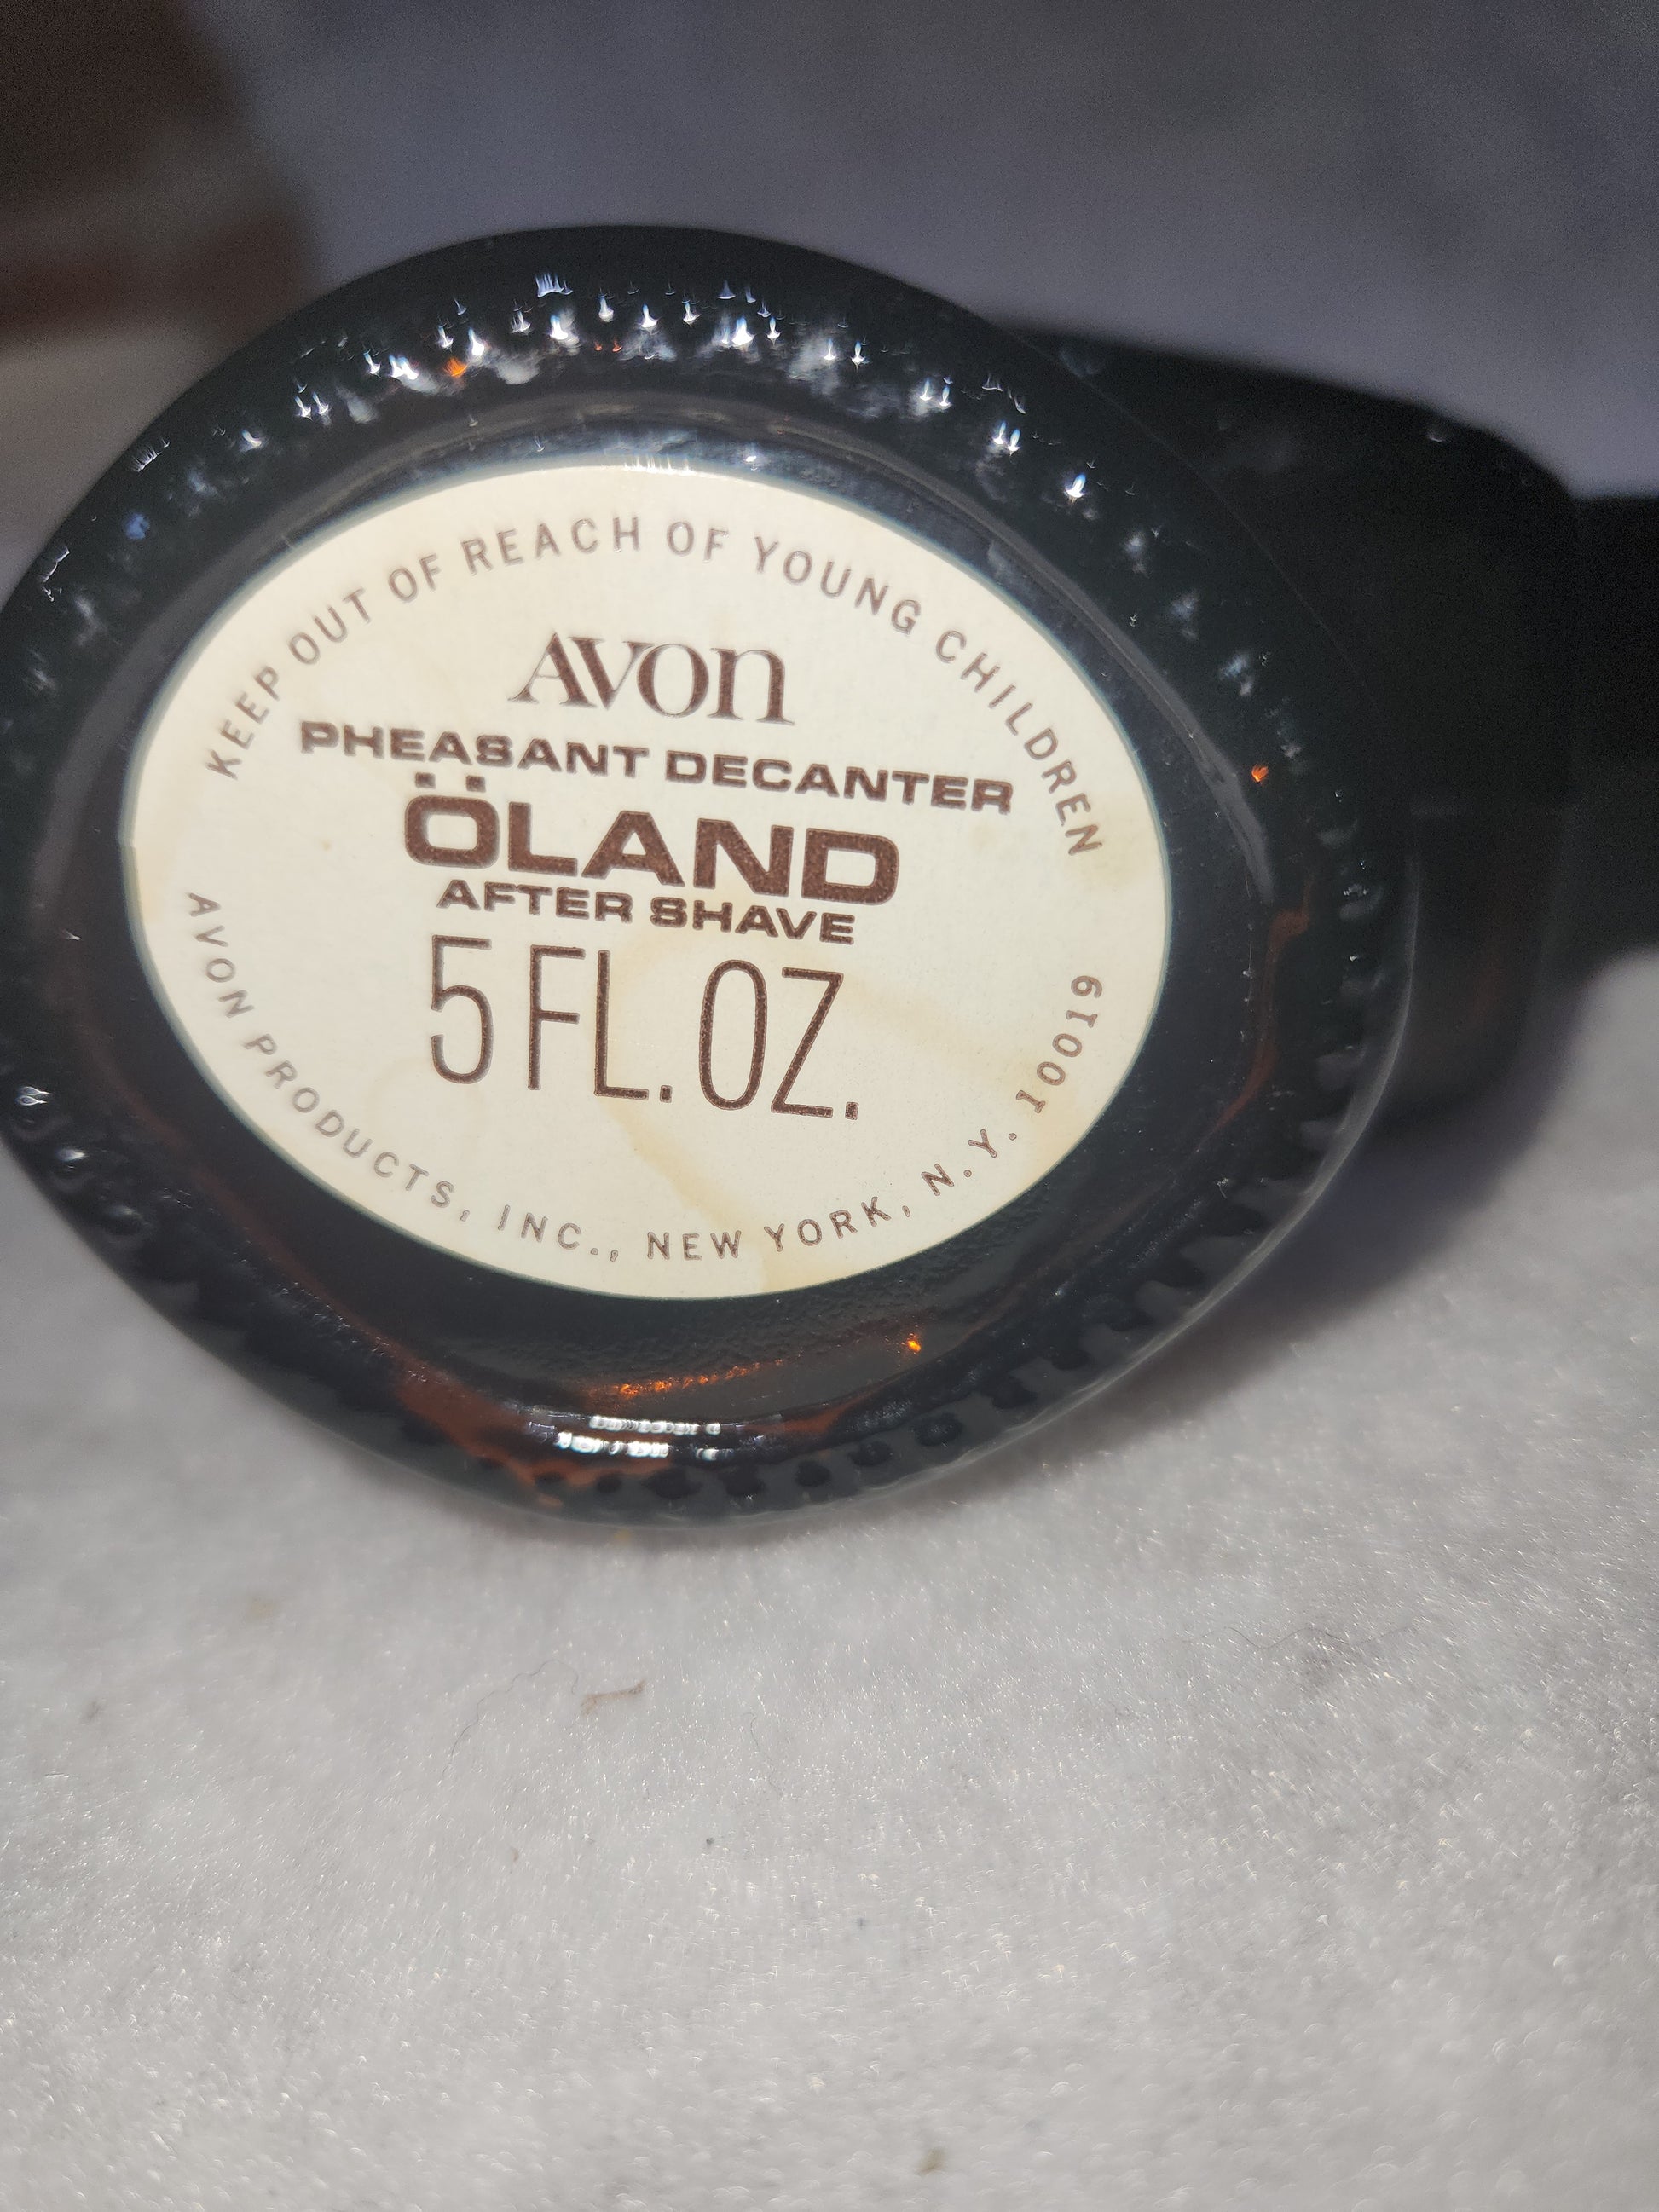 KEEP OUT OF REACH OF YOUNG CHILDREN
AVON
PHEASANT DECANTER
ÖLAND
AFTER SHAVE
5 FL. OZ.
AVON PRODUCTS, INC., NEW YORK, N.Y. 10019